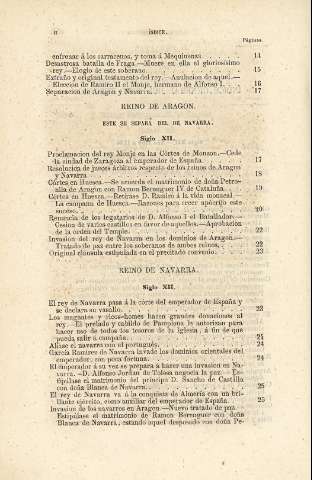 II ÍNDICE.
Páginas.
enfrenar á los sarracenos, y toma á Mequinenza. 14
Desastrosa batalla de Fraga.—Muere en ella el gloriosísimo
rey.—Elogio de este soberano. 15
Extraño y original testamento del rey.—Anulacion de aquel.—
Eleccion de Ramiro II el Monje, hermano de Alfonso I. 16
Separacion de Aragon y Navarra. 17
REINO DE ARAGON.
ESTE SE SEPARA DEL DE NAVARRA.
Siglo XII.
Proclamacion del rey Monje en las Córtes de Monzon.—Cede
la ciudad de Zaragoza al emperador de España. 17
Resolucion de jueces árbitros respecto de los reinos de Aragon
y Navarra 18
Córtes en Huesca.—Se acuerda el matrimonio de doña Petro-
nila de Aragon con Ramon Berenguer IV de Cataluña. 19
Córtes en Huesca.—Retírase D. Ramiro á la vida monacal
La campana de Huesca.—Razones para creer apócrifo este
suceso. 20
Renuncia de los legatarios de D. Alfonso I el Batallador.—
Cesion de varios castillos en favor de aquellos.—Aprobacion
de la órden del Temple. 22
Invasion del rey de Navarra en los dominios de Aragon.—
Tratado de paz entre los soberanos de ambos reinos. 22
Original cláusula estipulada en el precitado convenio. 23
REINO DE NAVARRA.
Siglo XII.
El rey de Navarra pasa á la córte del emperador de España y
se declara su vasallo. 23
Los magnates y ricos-homes hacen grandes donaciones al
rey.—El prelado y cabildo de Pamplona le autorizan para
hacer uso de todos los tesoros de la iglesia, á fin de que
pueda salir a campaña. 24
Alíase el navarro con el portugués. 24
García Ramirez de Navarra invade los dominios orientales del
emperador, con poca fortuna. 24
El emperador á su vez se prepara á hacer una invasion en Na-
varra.—D. Alfonso Jordan de Tolosa negocia la paz.—Es-
tipúlase el matrimonio del príncipe D. Sancho de Castilla
con doña Blanca de Navarra. 25
El rey de Navarra va á la conquista de Almería con un bri-
llante ejército, como auxiliar del emperador de España. 25
Invasion de los navarros en Aragon.—Nuevo tratado de paz.
Estipúlase el matrimonio de Ramon Berenguer con doña
Blanca de Navarra, estando aquel desposado con doña Pe-